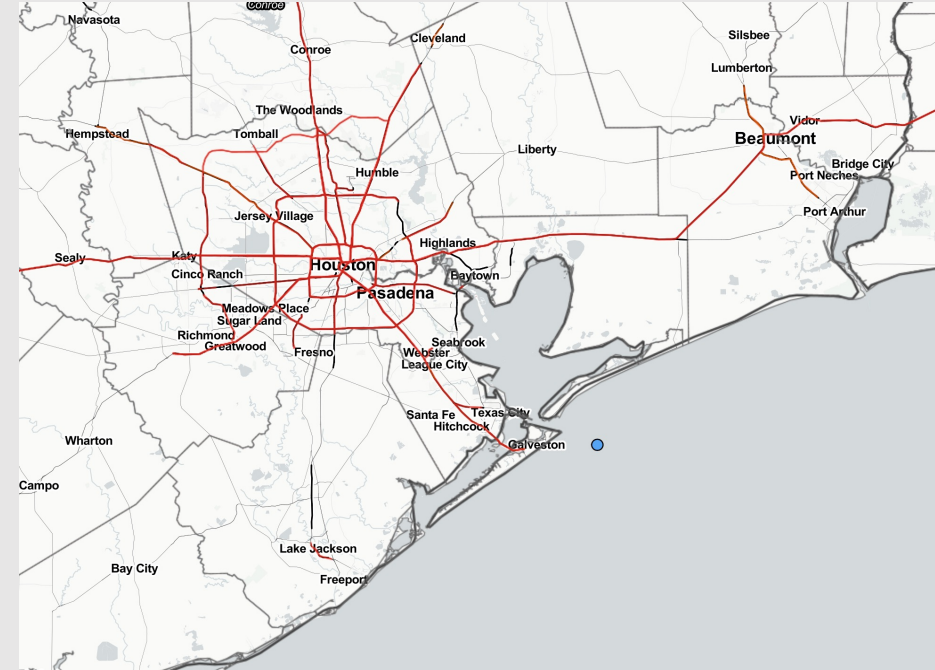 Conroe
Navasota
Cleveland
Silsbee
Conroe
Lumberton
The Woodlands
Vidor
Hempstead
Tomball
Beaumont
Liberty
Bridge City
Humble
Port Neches
Port Arthur
Jersey Village
Highlands
Sealy
Katy
Houston
Cinco Ranch
Baytown
Pasadena
Meadows Place
Sugar Land
Richmond
Greatwood
Seabrook
Fresno
Webster
League City
Santa Fe
Texas City
Hitchcock
Wharton
Galveston
Campo
Lake Jackson
Bay City
Freeport